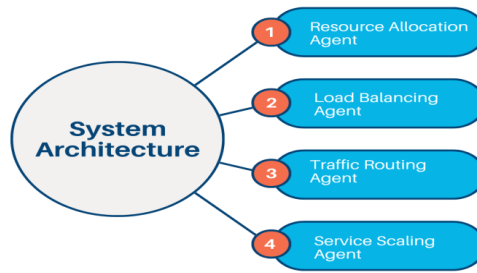 System
Architecture
1
Resource Allocation
Agent
2
Load Balancing
Agent
3
Traffic Routing
Agent
4
Service Scaling
Agent